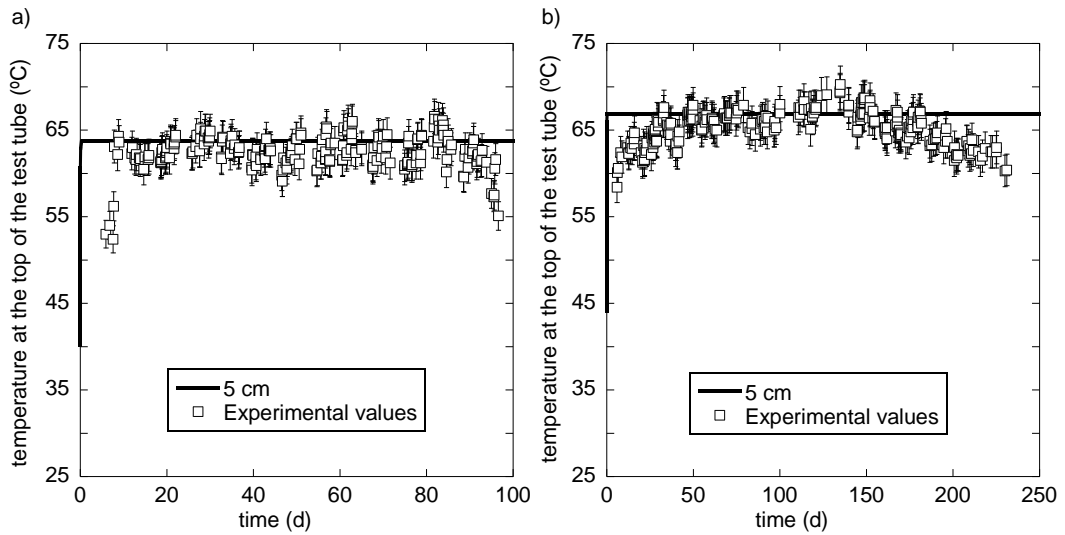 a)
temperature at the top of the test tube (ºC)
75
65
55
45
35
25
5 cm
Experimental values
0
20
40
60
80
100
time (d)
b)
temperature at the top of the test tube (ºC)
75
65
55
45
35
25
5 cm
Experimental values
0
50
100
150
200
250
time (d)